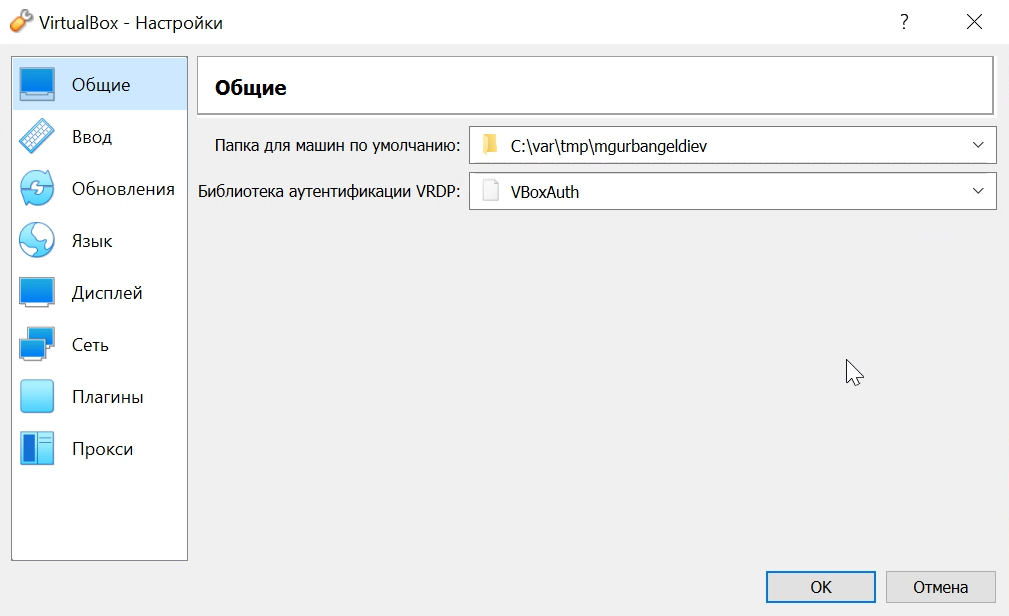 VirtualBox - Настройки
?
Общие
Ввод
Обновления
Язык
Дисплей
Сеть
Плагины
Прокси
Общие
Папка для машин по умолчанию: C:\var\tmp\mgurbangeldiev
Библиотека аутентификации VRDP: VBoxAuth
OK Отмена